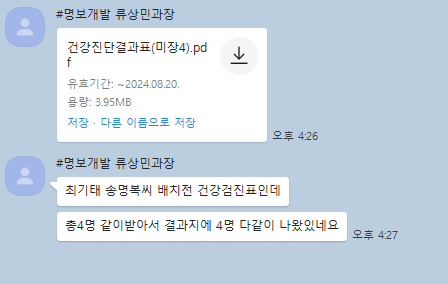 #명보개발 류상민과장
건강진단결과표(미장4).pd
f
유효기간: ~2024.08.20.
용량: 3.95MB
저장 · 다른 이름으로 저장
오후 4:26
#명보개발 류상민과장
최기태 송명복씨 배치전 건강검진표인데
총4명 같이받아서 결과지에 4명 다같이 나왔있네요
오후 4:27